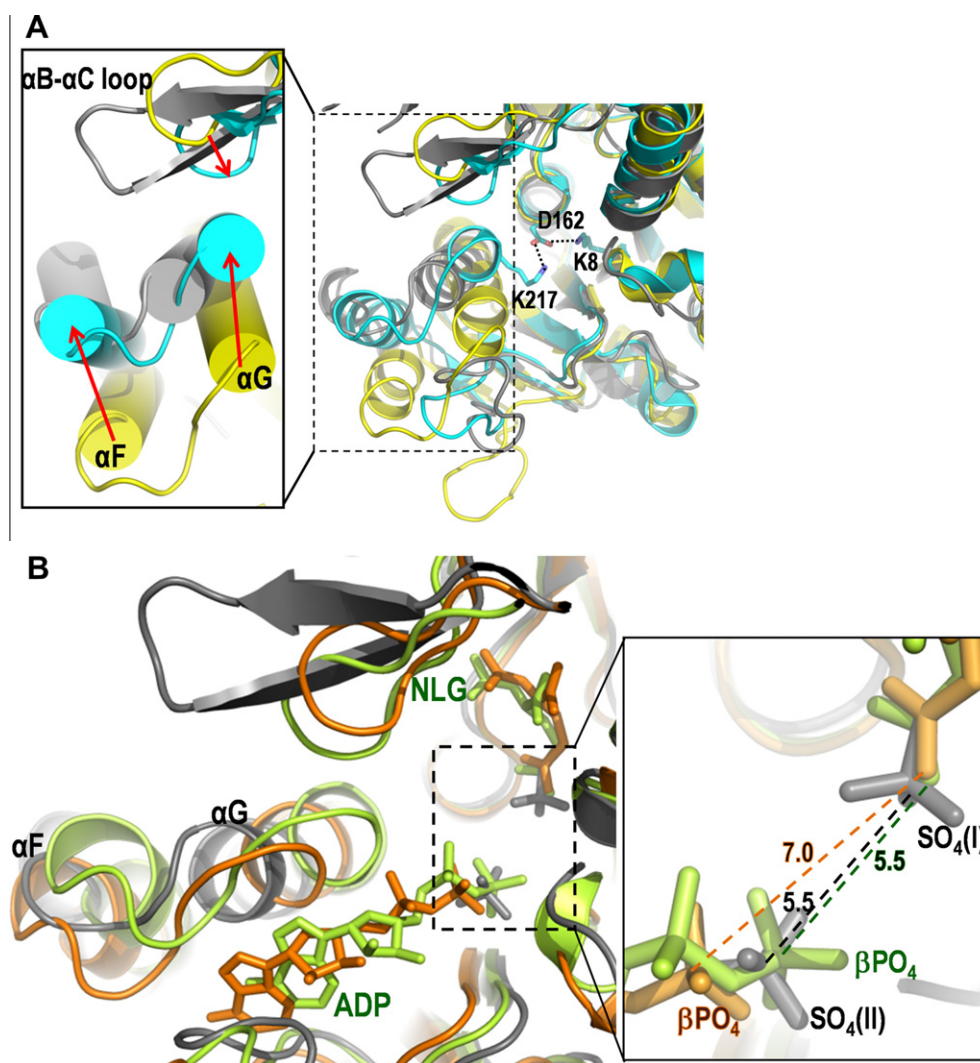 A
αB-αC loop
D162
K8
K217
αG
αF
B
NLG
αG
αF
SO₄(I)
7.0
5.5
5.5
βPO₄
ADP
βPO₄
SO₄(II)